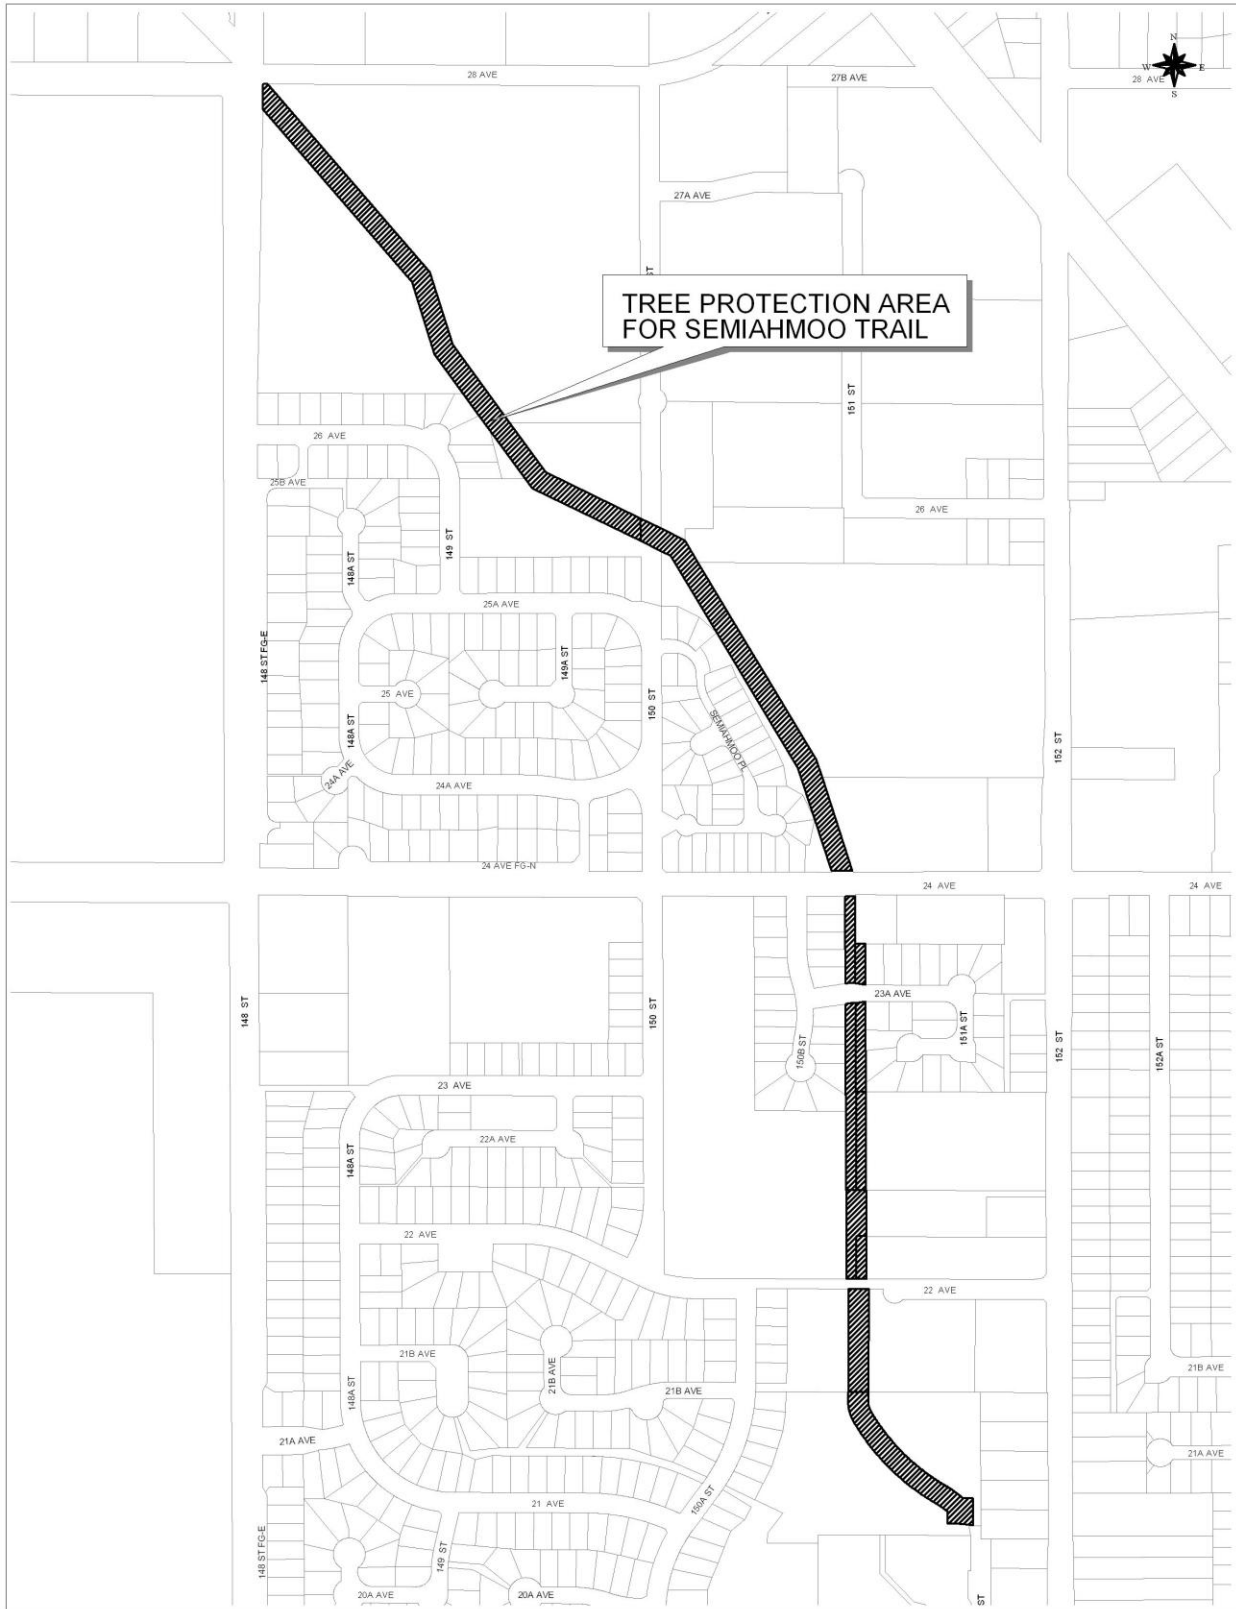 N
W E
S
28 AVE
27B AVE
28 AVE
27A AVE
ST
TREE PROTECTION AREA
FOR SEMIAHMOO TRAIL
151 ST
26 AVE
25B AVE
26 AVE
149 ST
148A ST
25A AVE
148 ST FG-E
149A ST
25 AVE
150 ST
148A ST
SEMIAHMOO PL
152 ST
24A AVE
24A AVE
24 AVE FG-N
24 AVE
24 AVE
23A AVE
148 ST
150 ST
151A ST
150B ST
152 ST
152A ST
23 AVE
22A AVE
148A ST
22 AVE
22 AVE
21B AVE
21B AVE
21B AVE
21B AVE
148A ST
21A AVE
21A AVE
21 AVE
150A ST
148 ST FG-E
149 ST
20A AVE
20A AVE
ST